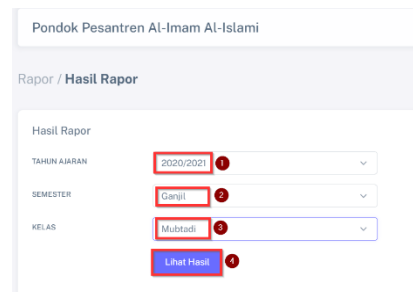 Pondok Pesantren Al-Imam Al-Islami
Rapor / Hasil Rapor
Hasil Rapor
TAHUN AJARAN 2020/2021 1
SEMESTER Ganjil 2
KELAS Mubtadi 3
Lihat Hasil 4